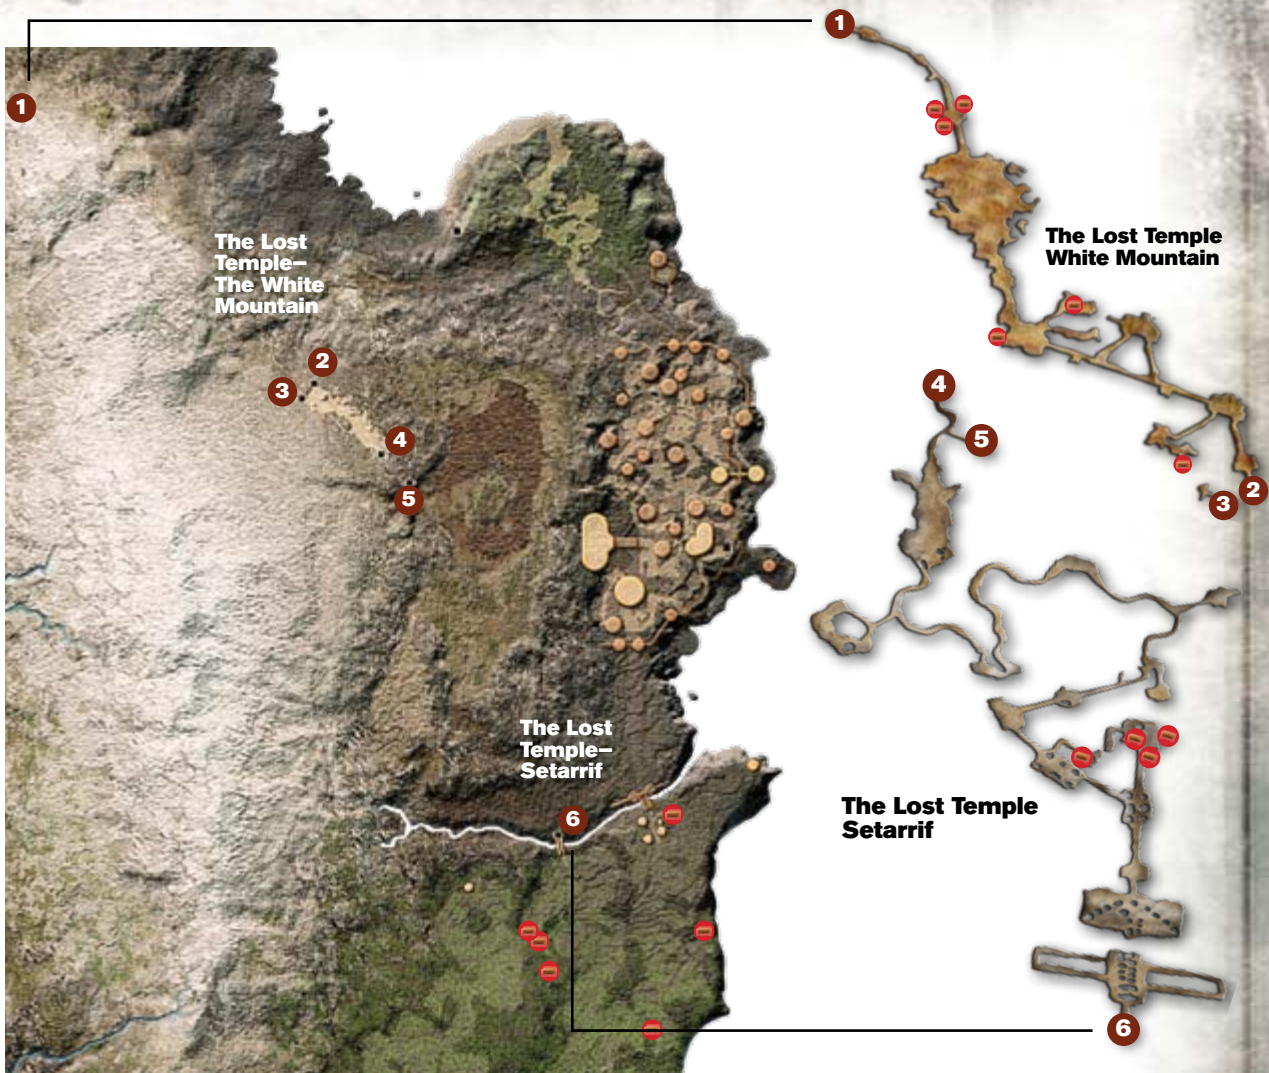 1
1
The Lost
Temple–
The White
Mountain
The Lost Temple
White Mountain
2
3
4
5
4
5
2
3
The Lost
Temple–
Setarrif
6
The Lost Temple
Setarrif
6